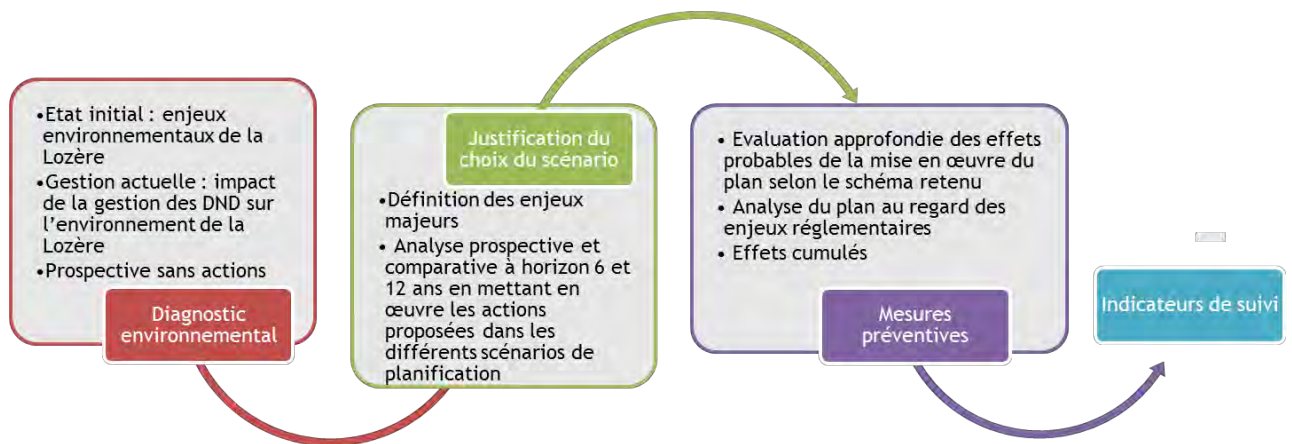 •Etat initial : enjeux
environnementaux de la
Lozère
•Gestion actuelle : impact
de la gestion des DND sur
l'environnement de la
Lozère
•Prospective sans actions
Diagnostic
environnemental
Justification du
choix du scénario
•Définition des enjeux
majeurs
• Analyse prospective et
comparative à horizon 6 et
12 ans en mettant en
œuvre les actions
proposées dans les
différents scénarios de
planification
• Evaluation approfondie des effets
probables de la mise en œuvre du
plan selon le schéma retenu
• Analyse du plan au regard des
enjeux réglementaires
• Effets cumulés
Mesures
préventives
Indicateurs de suivi